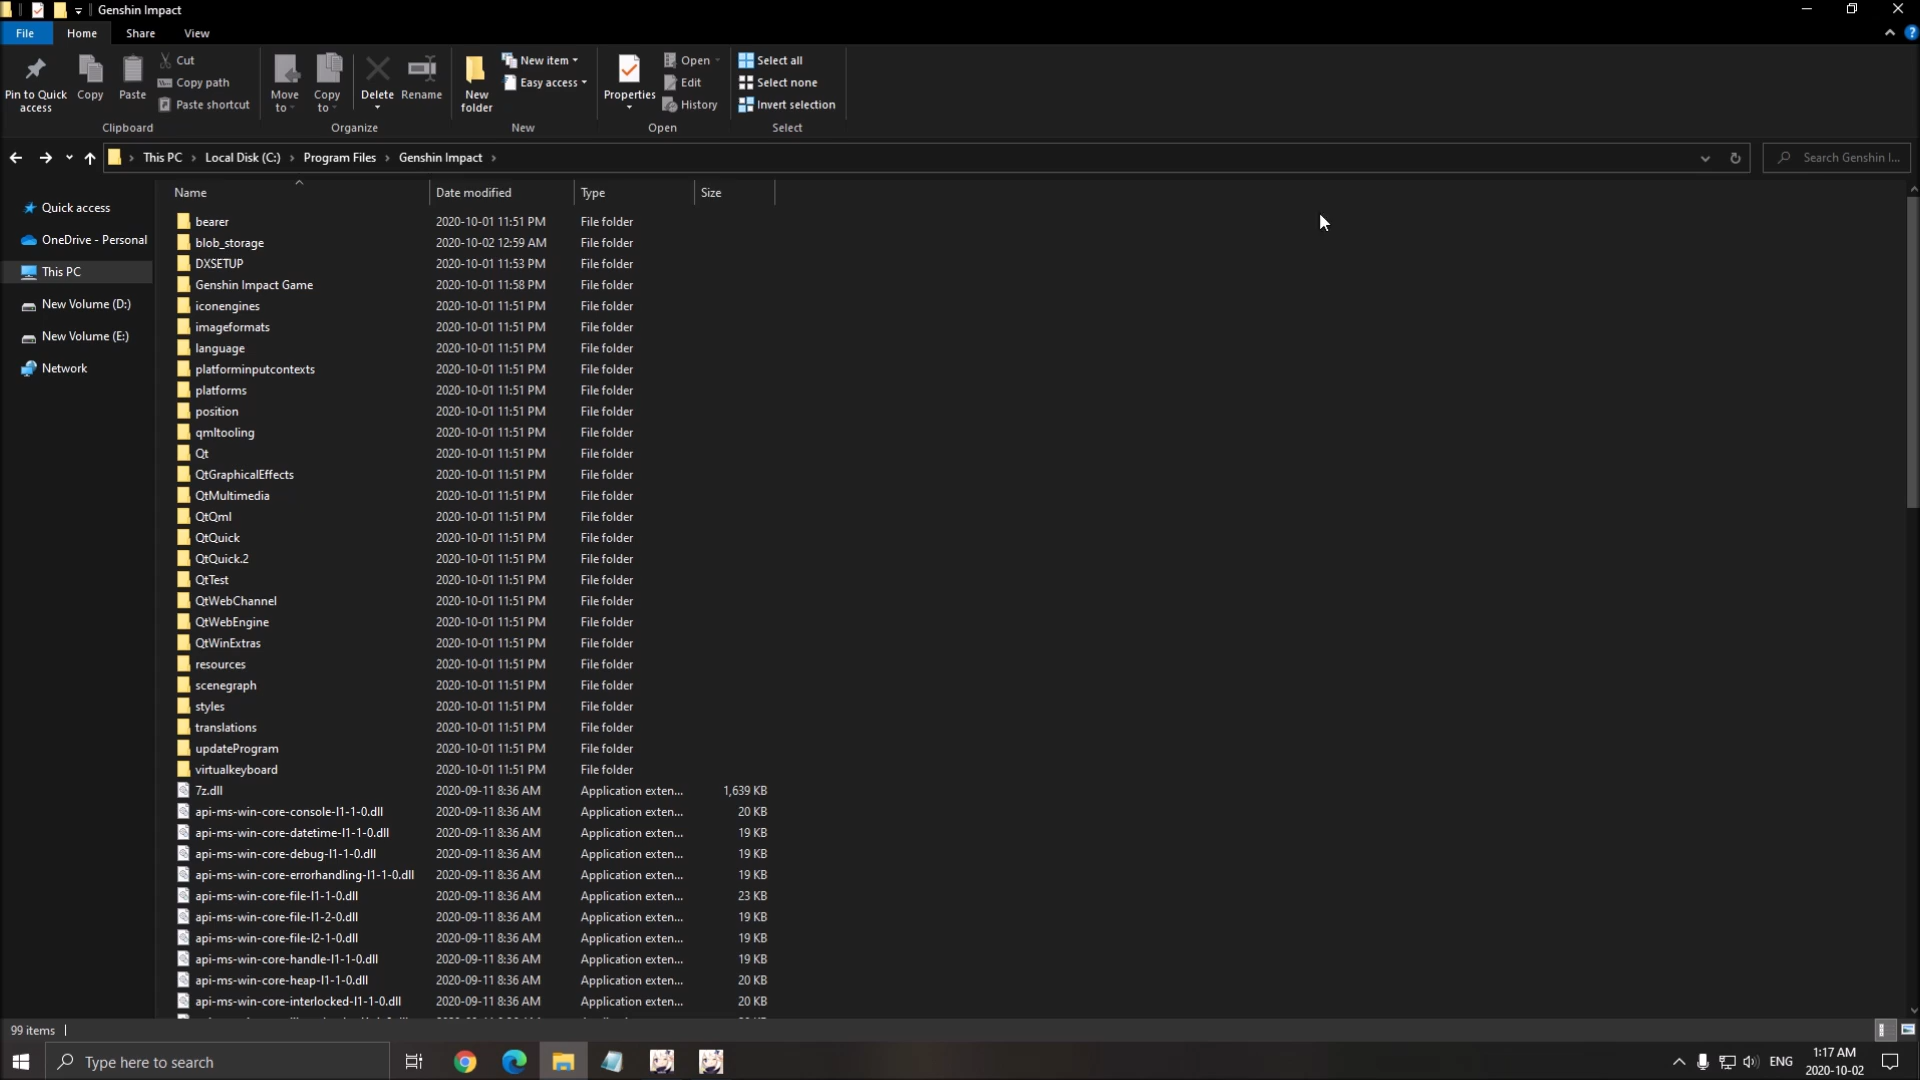 Genshin Impact
File Home Share View
Pin to Quick access
Copy
Paste
Cut
Copy path
Paste shortcut
Clipboard
Move to
Copy to
Delete
Rename
Organize
New folder
New item
Easy access
New
Properties
Open
Edit
History
Open
Select all
Select none
Invert selection
Select
This PC > Local Disk (C:) > Program Files > Genshin Impact >
Search Genshin I...
Quick access
OneDrive - Personal
This PC
New Volume (D:)
New Volume (E:)
Network
Name Date modified Type Size
bearer 2020-10-01 11:51 PM File folder
blob_storage 2020-10-02 12:59 AM File folder
DXSETUP 2020-10-01 11:53 PM File folder
Genshin Impact Game 2020-10-01 11:58 PM File folder
iconengines 2020-10-01 11:51 PM File folder
imageformats 2020-10-01 11:51 PM File folder
language 2020-10-01 11:51 PM File folder
platforminputcontexts 2020-10-01 11:51 PM File folder
platforms 2020-10-01 11:51 PM File folder
position 2020-10-01 11:51 PM File folder
qmltooling 2020-10-01 11:51 PM File folder
Qt 2020-10-01 11:51 PM File folder
QtGraphicalEffects 2020-10-01 11:51 PM File folder
QtMultimedia 2020-10-01 11:51 PM File folder
QtQml 2020-10-01 11:51 PM File folder
QtQuick 2020-10-01 11:51 PM File folder
QtQuick.2 2020-10-01 11:51 PM File folder
QtTest 2020-10-01 11:51 PM File folder
QtWebChannel 2020-10-01 11:51 PM File folder
QtWebEngine 2020-10-01 11:51 PM File folder
QtWinExtras 2020-10-01 11:51 PM File folder
resources 2020-10-01 11:51 PM File folder
scenegraph 2020-10-01 11:51 PM File folder
styles 2020-10-01 11:51 PM File folder
translations 2020-10-01 11:51 PM File folder
updateProgram 2020-10-01 11:51 PM File folder
virtualkeyboard 2020-10-01 11:51 PM File folder
7z.dll 2020-09-11 8:36 AM Application exten... 1,639 KB
api-ms-win-core-console-l1-1-0.dll 2020-09-11 8:36 AM Application exten... 20 KB
api-ms-win-core-datetime-l1-1-0.dll 2020-09-11 8:36 AM Application exten... 19 KB
api-ms-win-core-debug-l1-1-0.dll 2020-09-11 8:36 AM Application exten... 19 KB
api-ms-win-core-errorhandling-l1-1-0.dll 2020-09-11 8:36 AM Application exten... 19 KB
api-ms-win-core-file-l1-1-0.dll 2020-09-11 8:36 AM Application exten... 23 KB
api-ms-win-core-file-l1-2-0.dll 2020-09-11 8:36 AM Application exten... 19 KB
api-ms-win-core-file-l2-1-0.dll 2020-09-11 8:36 AM Application exten... 19 KB
api-ms-win-core-handle-l1-1-0.dll 2020-09-11 8:36 AM Application exten... 19 KB
api-ms-win-core-heap-l1-1-0.dll 2020-09-11 8:36 AM Application exten... 20 KB
api-ms-win-core-interlocked-l1-1-0.dll 2020-09-11 8:36 AM Application exten... 20 KB
99 items
Type here to search
ENG
1:17 AM
2020-10-02